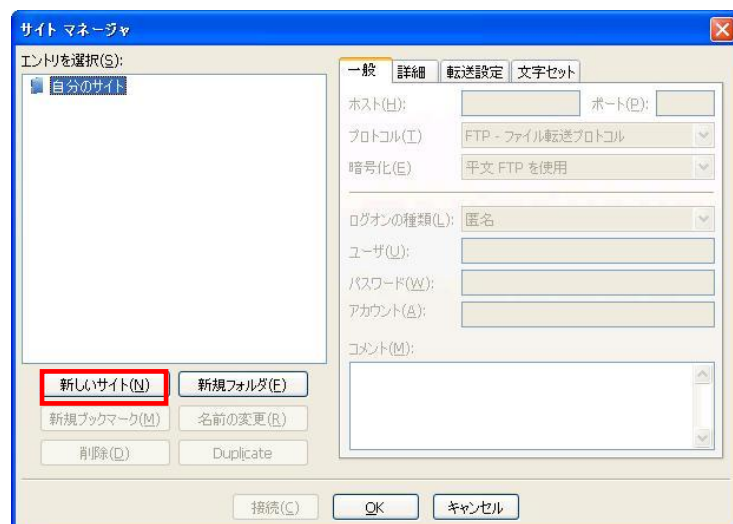 サイト マネージャ
エントリを選択(S):
自分のサイト
新しいサイト(N)
新規フォルダ(F)
新規ブックマーク(M)
名前の変更(R)
削除(D)
Duplicate
一般
詳細
転送設定
文字セット
ホスト(H):
ポート(P):
プロトコル(T)
FTP - ファイル転送プロトコル
暗号化(E)
平文 FTP を使用
ログオンの種類(L):
匿名
ユーザ(U):
パスワード(W):
アカウント(A):
コメント(M):
接続(C)
OK
キャンセル